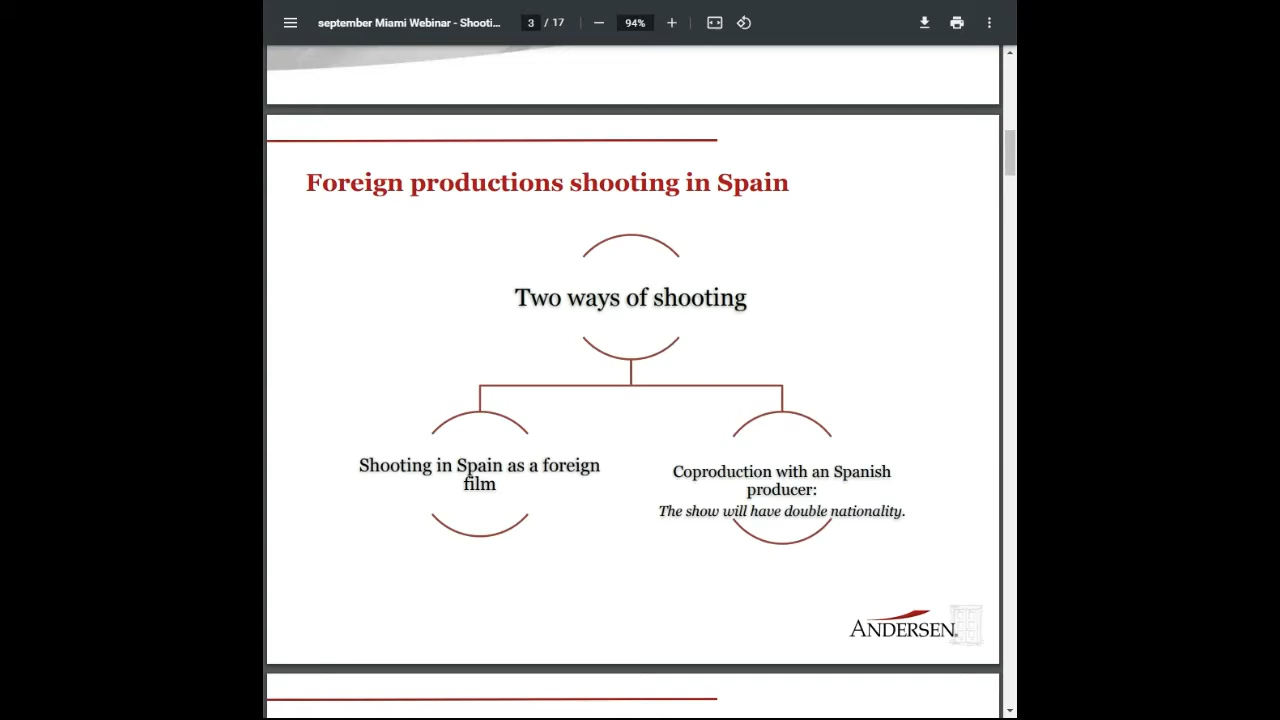 september Miami Webinar - Shooti...
3 / 17
94%
Foreign productions shooting in Spain
Two ways of shooting
Shooting in Spain as a foreign
film
Coproduction with an Spanish
producer:
The show will have double nationality.
ANDERSEN®